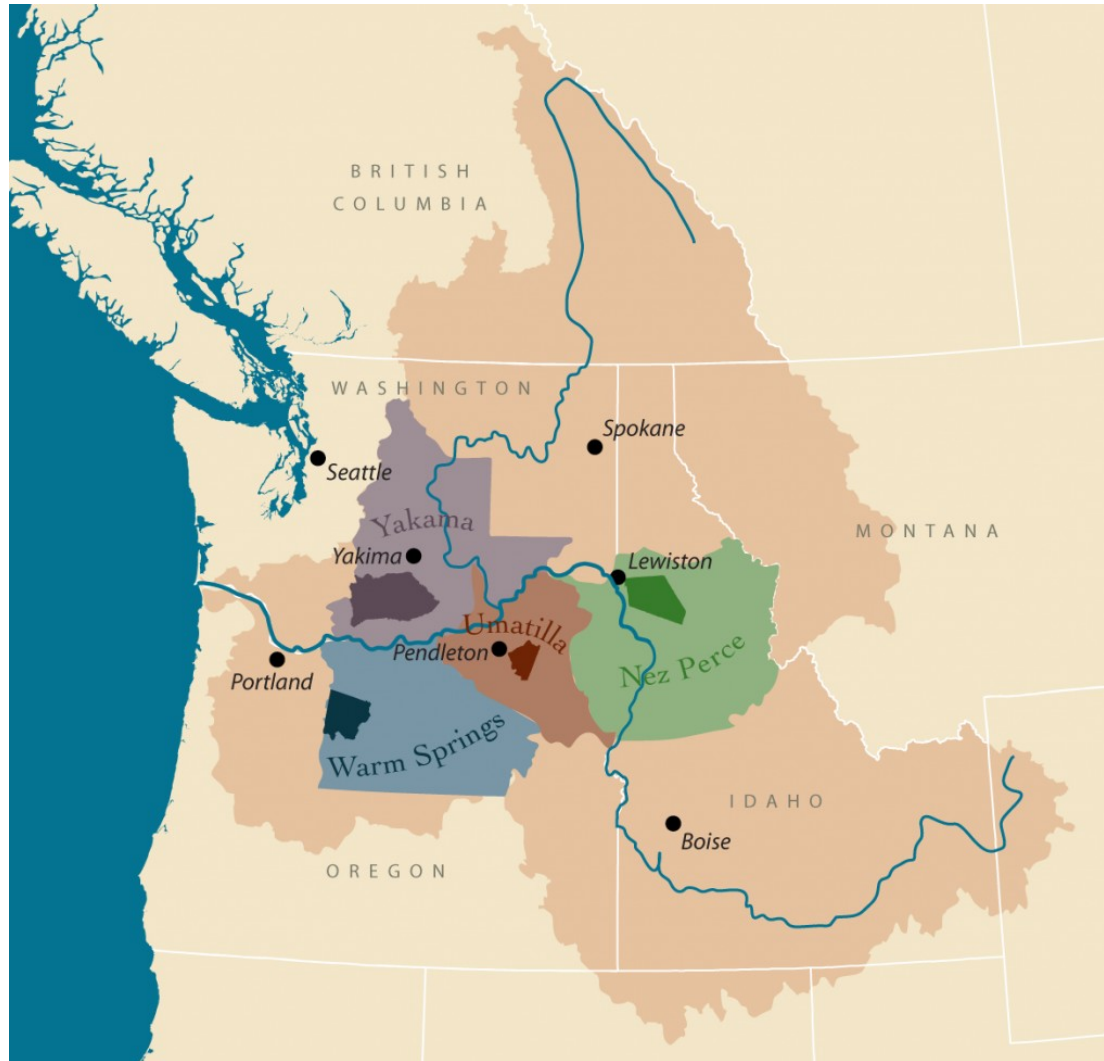 BRITISH
COLUMBIA
WASHINGTON
Spokane
Seattle
Yakama
MONTANA
Yakima
Lewiston
Umatilla
Pendleton
Nez Perce
Portland
Warm Springs
IDAHO
Boise
OREGON